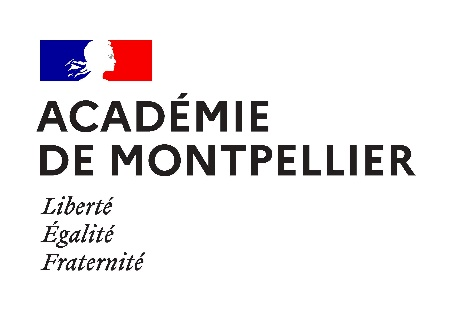 ACADÉMIE
DE MONTPELLIER
Liberté
Égalité
Fraternité